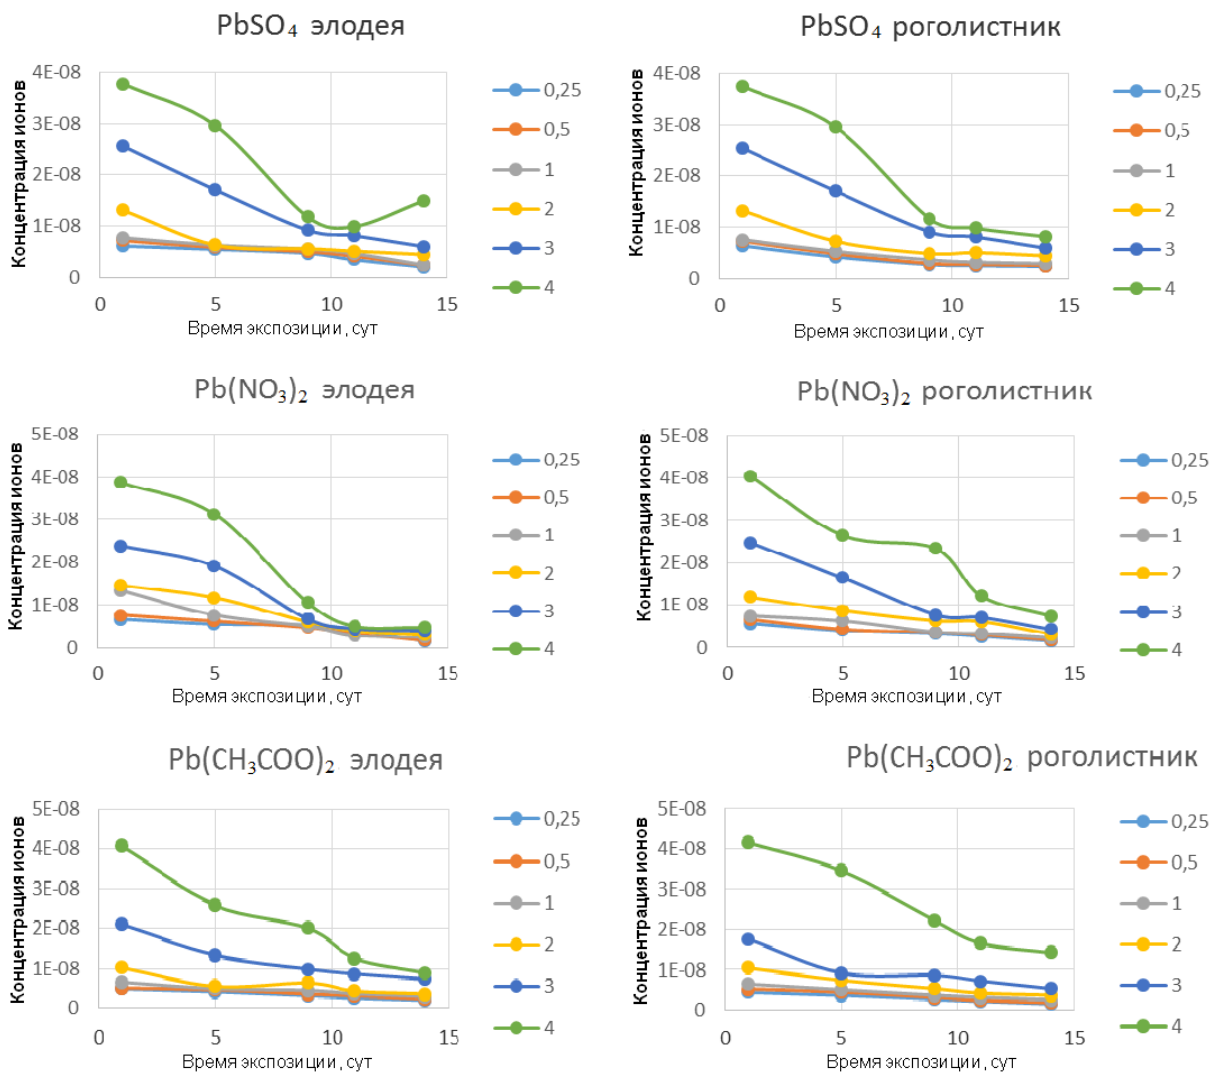 PbSO₄ элодея
Концентрация ионов
4E-08
3E-08
2E-08
1E-08
0
0 5 10 15
Время экспозиции, сут
0,25
0,5
1
2
3
4
PbSO₄ роголистник
Концентрация ионов
4E-08
3E-08
2E-08
1E-08
0
0 5 10 15
Время экспозиции, сут
0,25
0,5
1
2
3
4
Pb(NO₃)₂ элодея
Концентрация ионов
5E-08
4E-08
3E-08
2E-08
1E-08
0
0 5 10 15
Время экспозиции, сут
0,25
0,5
1
2
3
4
Pb(NO₃)₂ роголистник
Концентрация ионов
5E-08
4E-08
3E-08
2E-08
1E-08
0
0 5 10 15
Время экспозиции, сут
0,25
0,5
1
2
3
4
Pb(CH₃COO)₂ элодея
Концентрация ионов
5E-08
4E-08
3E-08
2E-08
1E-08
0
0 5 10 15
Время экспозиции, сут
0,25
0,5
1
2
3
4
Pb(CH₃COO)₂ роголистник
Концентрация ионов
5E-08
4E-08
3E-08
2E-08
1E-08
0
0 5 10 15
Время экспозиции, сут
0,25
0,5
1
2
3
4